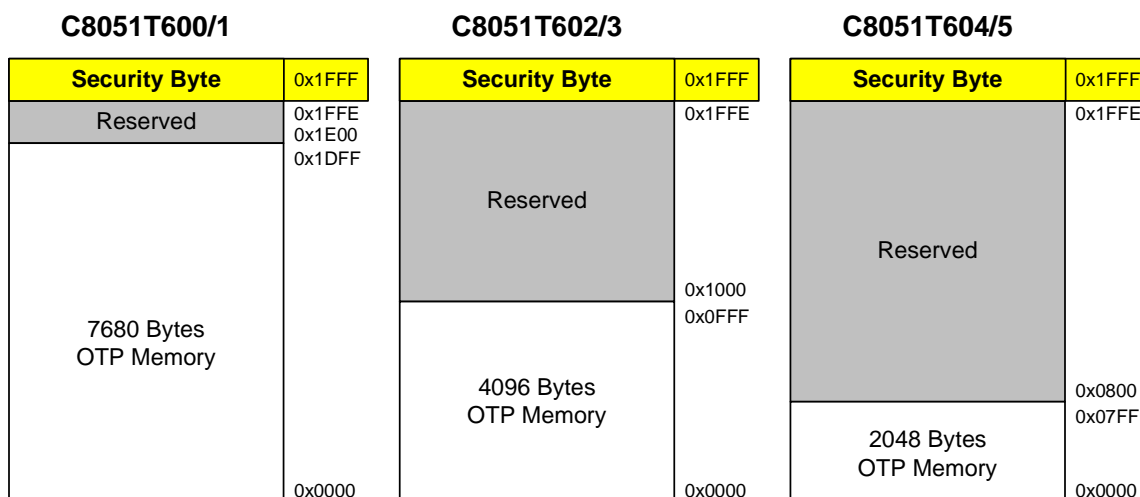 C8051T600/1
Security Byte 0x1FFF
Reserved
0x1FFE
0x1E00
0x1DFF
7680 Bytes
OTP Memory
0x0000
C8051T602/3
Security Byte 0x1FFF
0x1FFE
Reserved
0x1000
0x0FFF
4096 Bytes
OTP Memory
0x0000
C8051T604/5
Security Byte 0x1FFF
0x1FFE
Reserved
0x0800
0x07FF
2048 Bytes
OTP Memory
0x0000